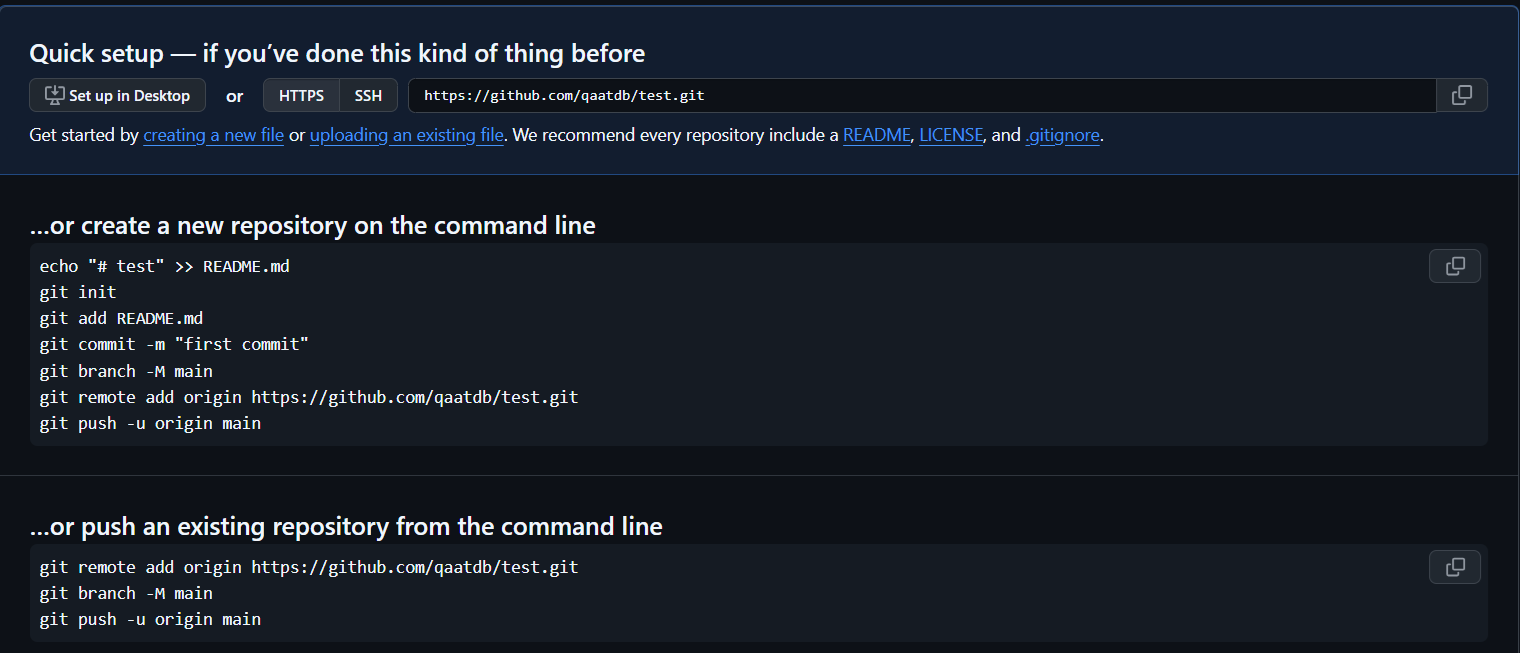 Quick setup — if you’ve done this kind of thing before
Set up in Desktop or HTTPS SSH https://github.com/qaatdb/test.git
Get started by creating a new file or uploading an existing file. We recommend every repository include a README, LICENSE, and .gitignore.
…or create a new repository on the command line
echo "# test" >> README.md
git init
git add README.md
git commit -m "first commit"
git branch -M main
git remote add origin https://github.com/qaatdb/test.git
git push -u origin main
…or push an existing repository from the command line
git remote add origin https://github.com/qaatdb/test.git
git branch -M main
git push -u origin main